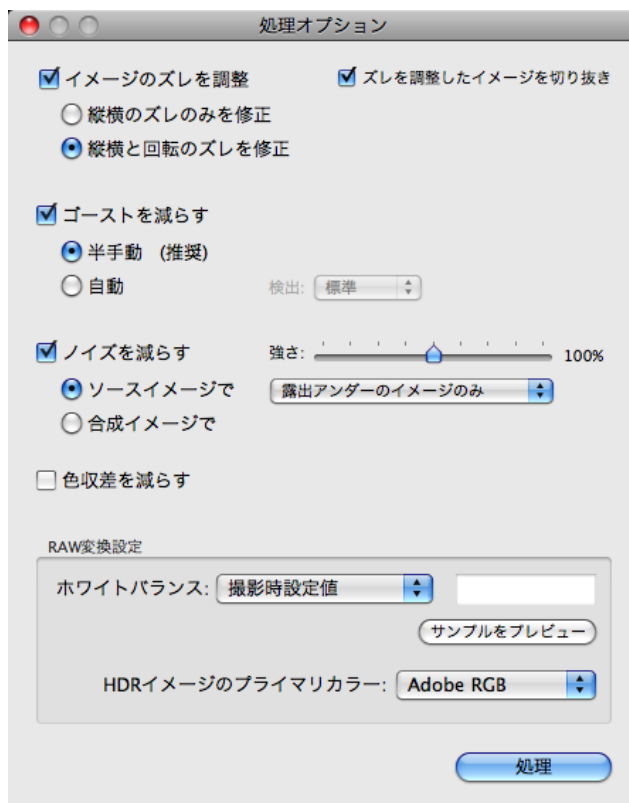 処理オプション
イメージのズレを調整 ズレを調整したイメージを切り抜き
縦横のズレのみを修正
縦横と回転のズレを修正
ゴーストを減らす
半手動 (推奨)
自動 検出: 標準
ノイズを減らす 強さ: 100%
ソースイメージで 露出アンダーのイメージのみ
合成イメージで
色収差を減らす
RAW変換設定
ホワイトバランス: 撮影時設定値
サンプルをプレビュー
HDRイメージのプライマリカラー: Adobe RGB
処理